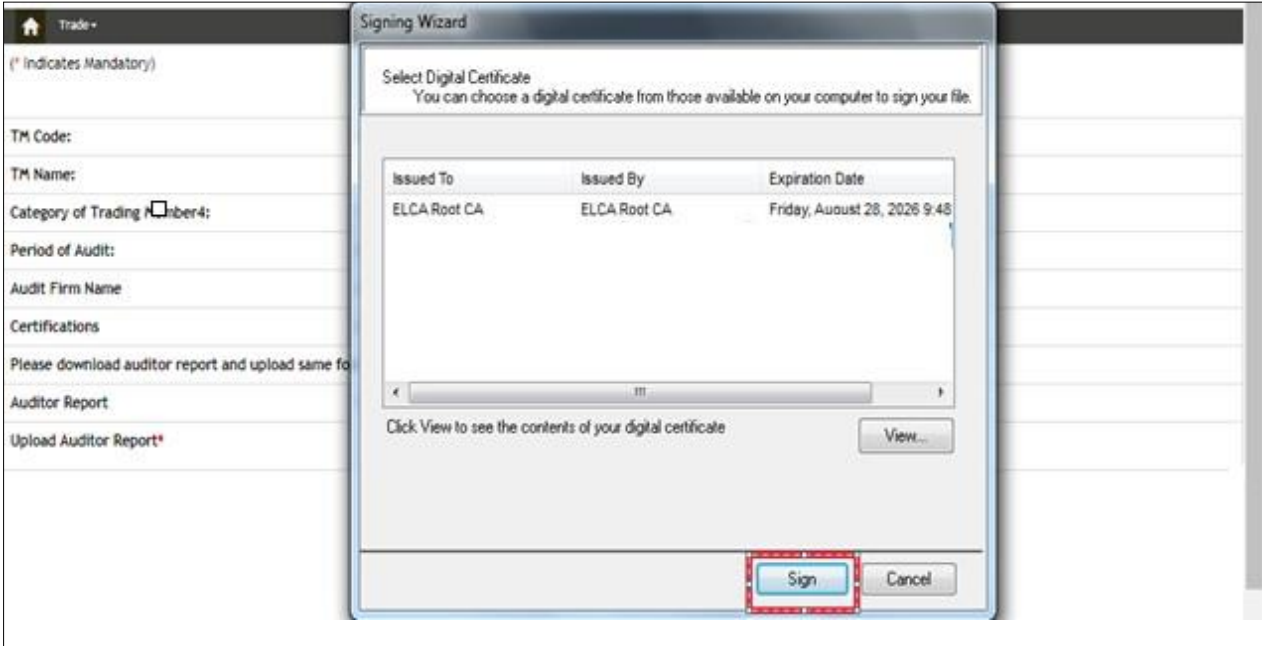 Trade
(* Indicates Mandatory)
TM Code:
TM Name:
Category of Trading Member4:
Period of Audit:
Audit Firm Name
Certifications
Please download auditor report and upload same fo
Auditor Report
Upload Auditor Report*
Signing Wizard
Select Digital Certificate
You can choose a digital certificate from those available on your computer to sign your file.
Issued To Issued By Expiration Date
ELCA Root CA ELCA Root CA Friday, August 28, 2026 9:48
Click View to see the contents of your digital certificate
View...
Sign Cancel